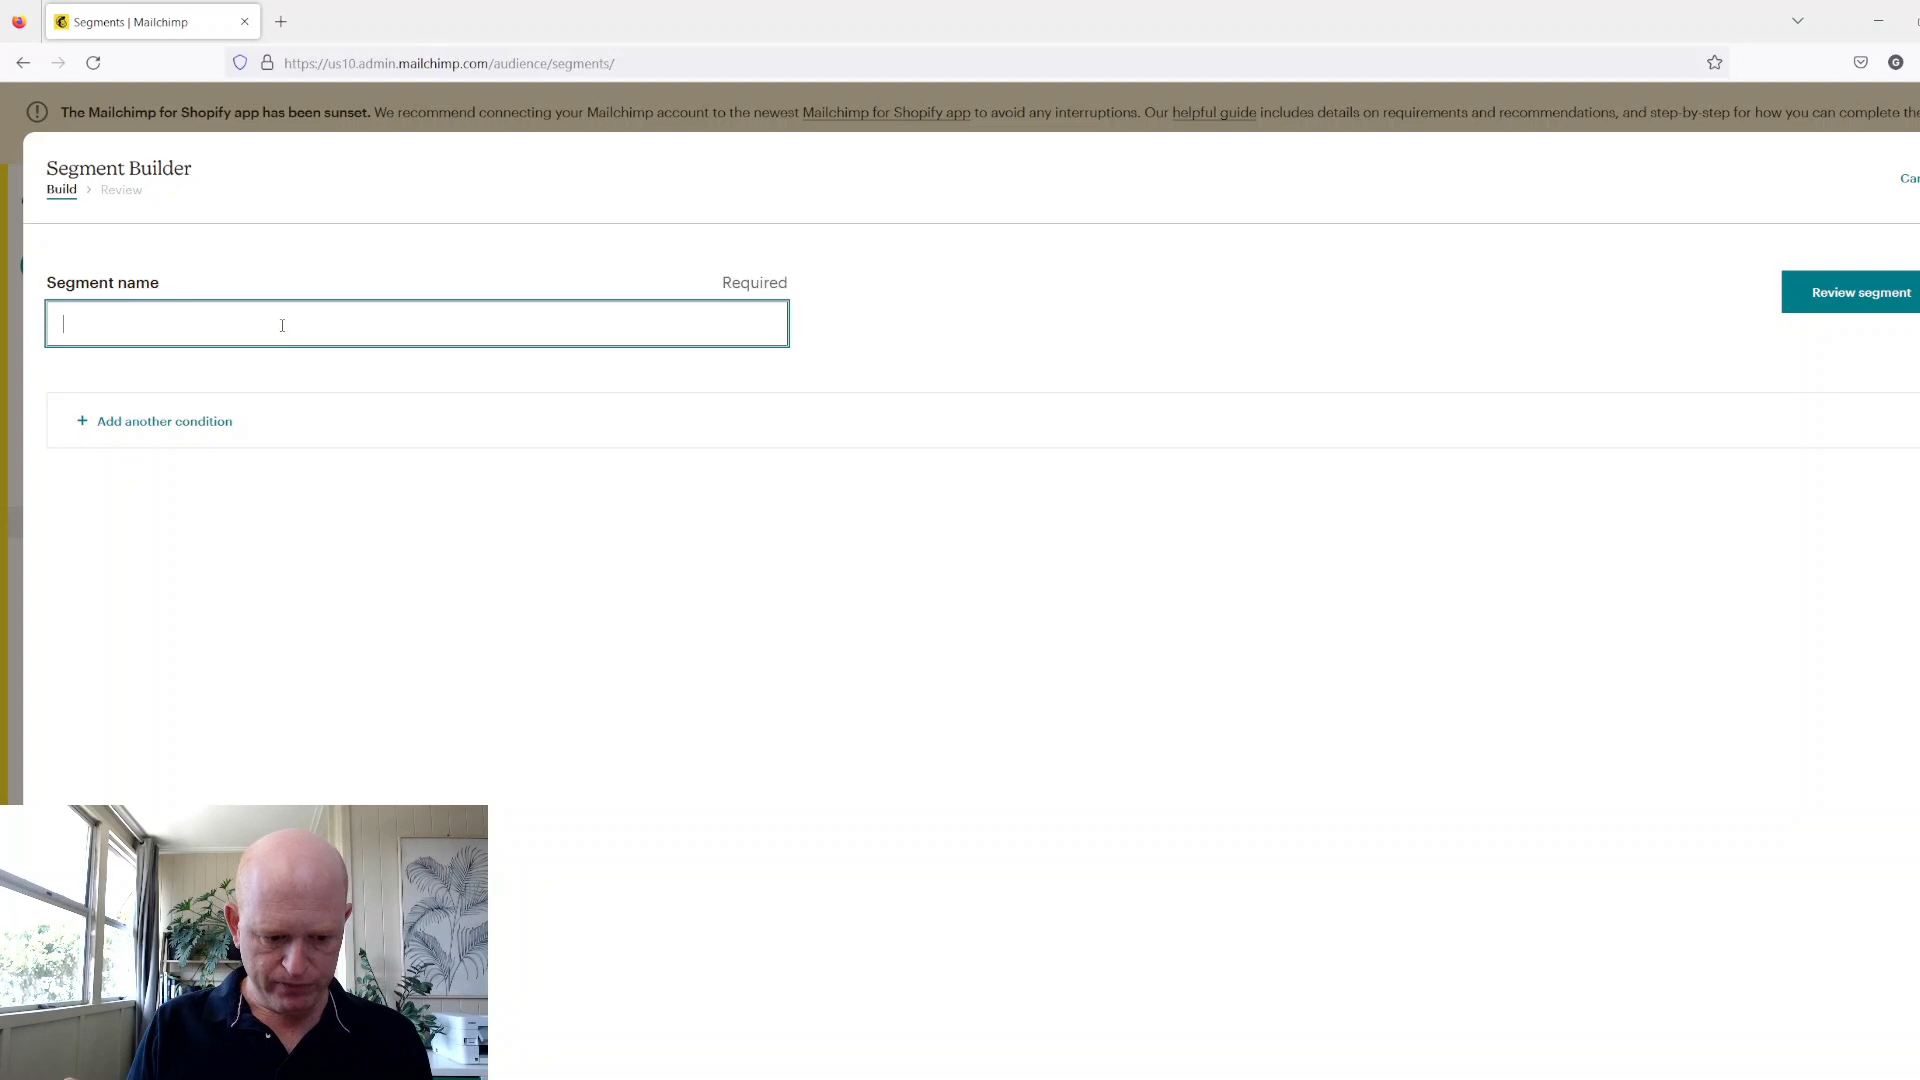 Segments | Mailchimp
https://us10.admin.mailchimp.com/audience/segments/
G
The Mailchimp for Shopify app has been sunset. We recommend connecting your Mailchimp account to the newest Mailchimp for Shopify app to avoid any interruptions. Our helpful guide includes details on requirements and recommendations, and step-by-step for how you can complete the
Segment Builder
Build > Review
Can
Segment name
Required
Review segment
+ Add another condition